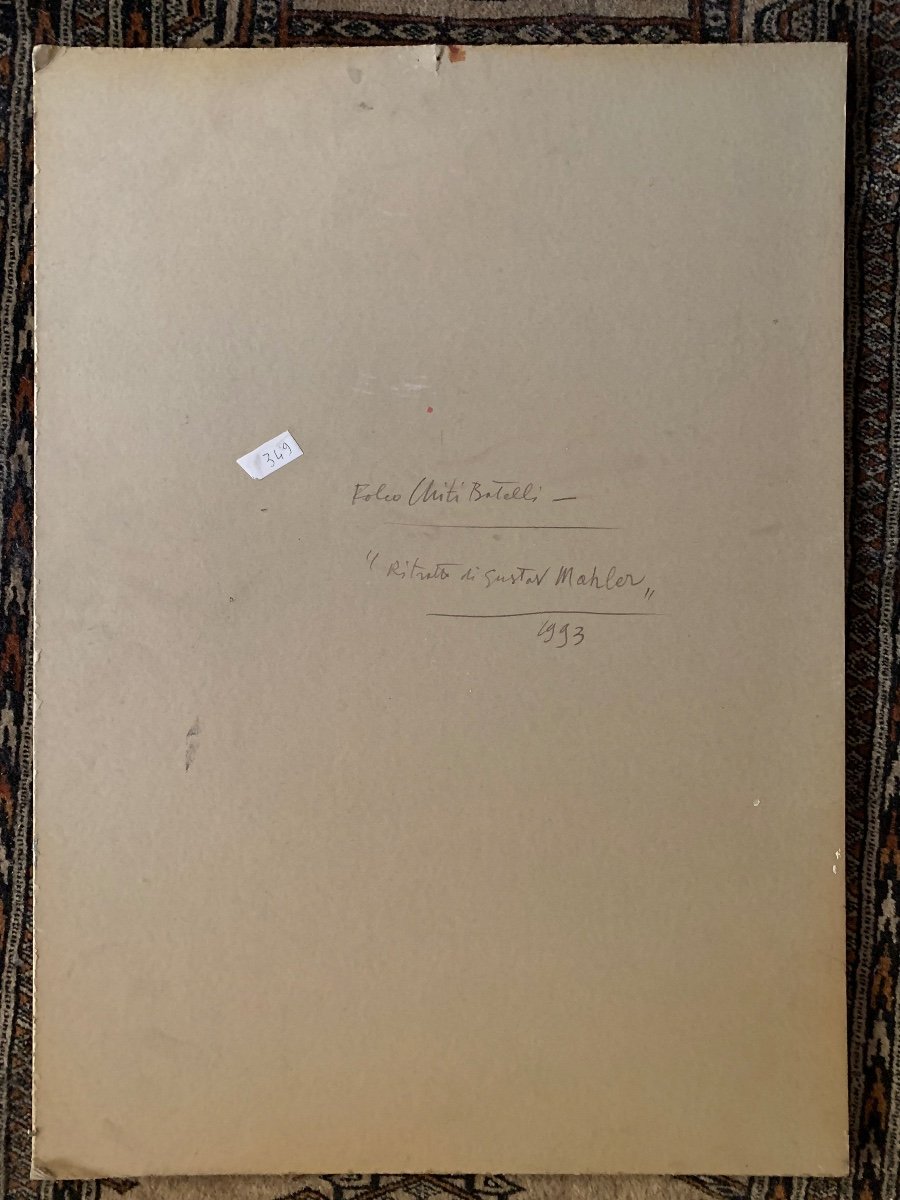 349
Folco Chiti Batelli —
"Ritratto di Gustav Mahler"
1993